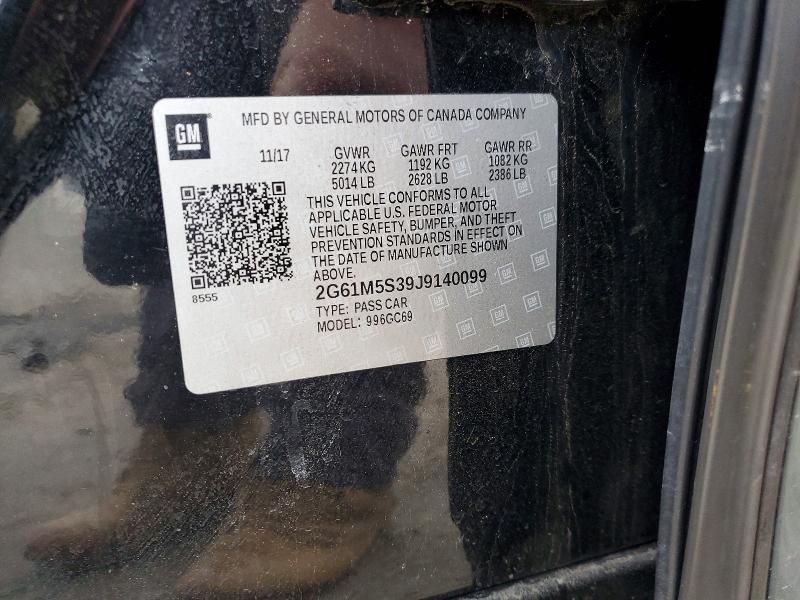 GM
MFD BY GENERAL MOTORS OF CANADA COMPANY
11/17 GVWR GAWR FRT GAWR RR
2274 KG 1192 KG 1082 KG
5014 LB 2628 LB 2386 LB
THIS VEHICLE CONFORMS TO ALL
APPLICABLE U.S. FEDERAL MOTOR
VEHICLE SAFETY, BUMPER, AND THEFT
PREVENTION STANDARDS IN EFFECT ON
THE DATE OF MANUFACTURE SHOWN
ABOVE.
8555
2G61M5S39J9140099
TYPE: PASS CAR
MODEL: 996GC69